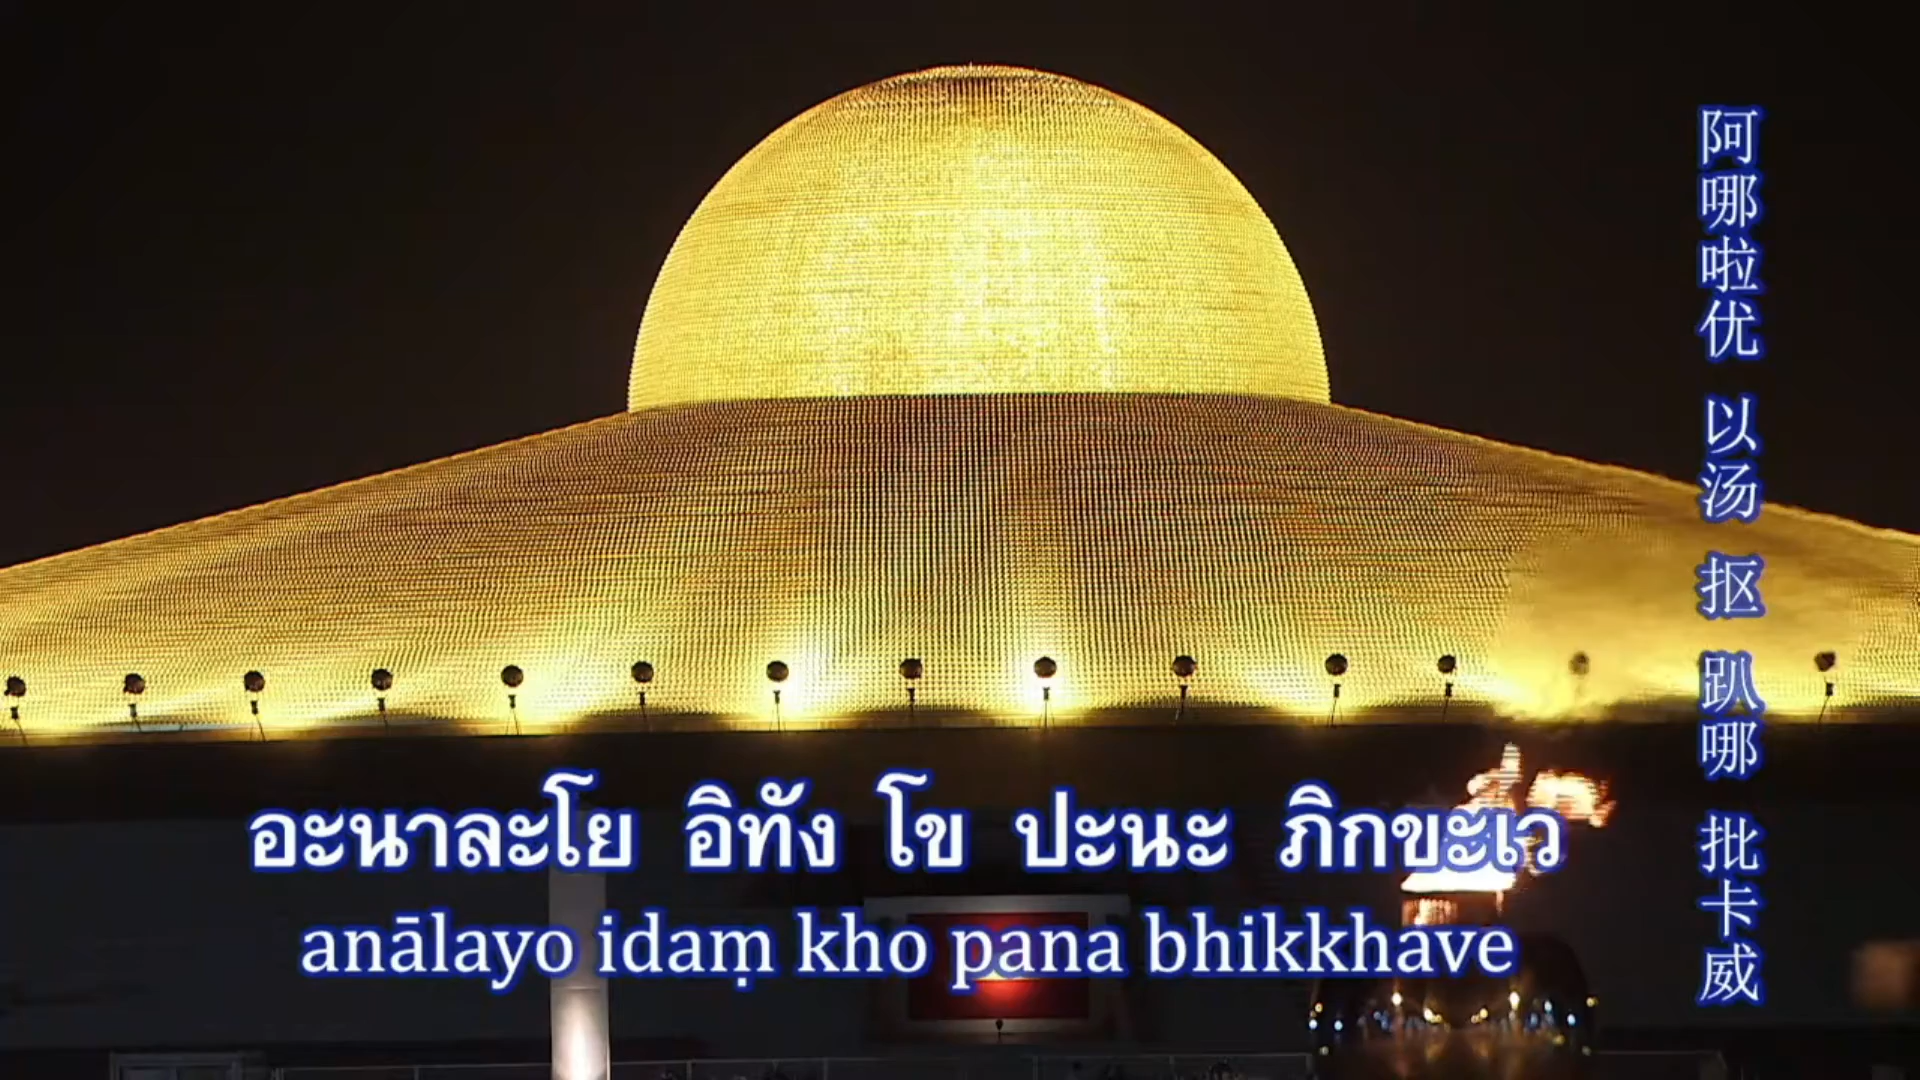 อะนาละโย อิทัง โข ปะนะ ภิกขะเว
anālayo idaṃ kho pana bhikkhave
阿哪啦优 以汤 抠 趴哪 批卡威